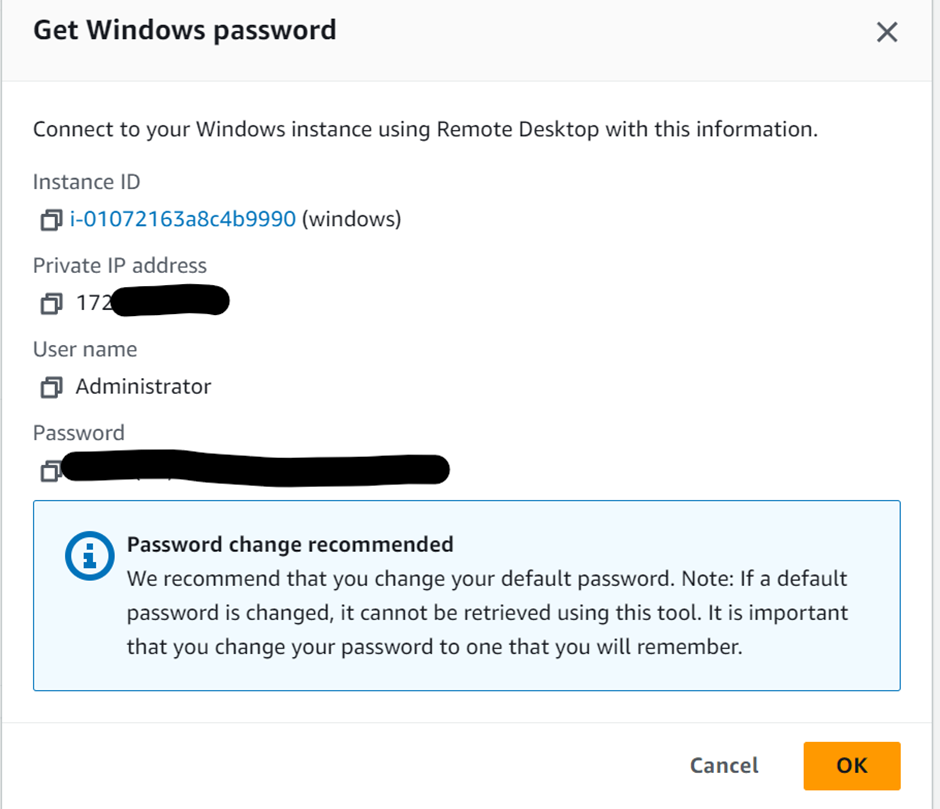 Get Windows password
Connect to your Windows instance using Remote Desktop with this information.
Instance ID
i-01072163a8c4b9990 (windows)
Private IP address
172
User name
Administrator
Password
Password change recommended
We recommend that you change your default password. Note: If a default
password is changed, it cannot be retrieved using this tool. It is important
that you change your password to one that you will remember.
Cancel
OK